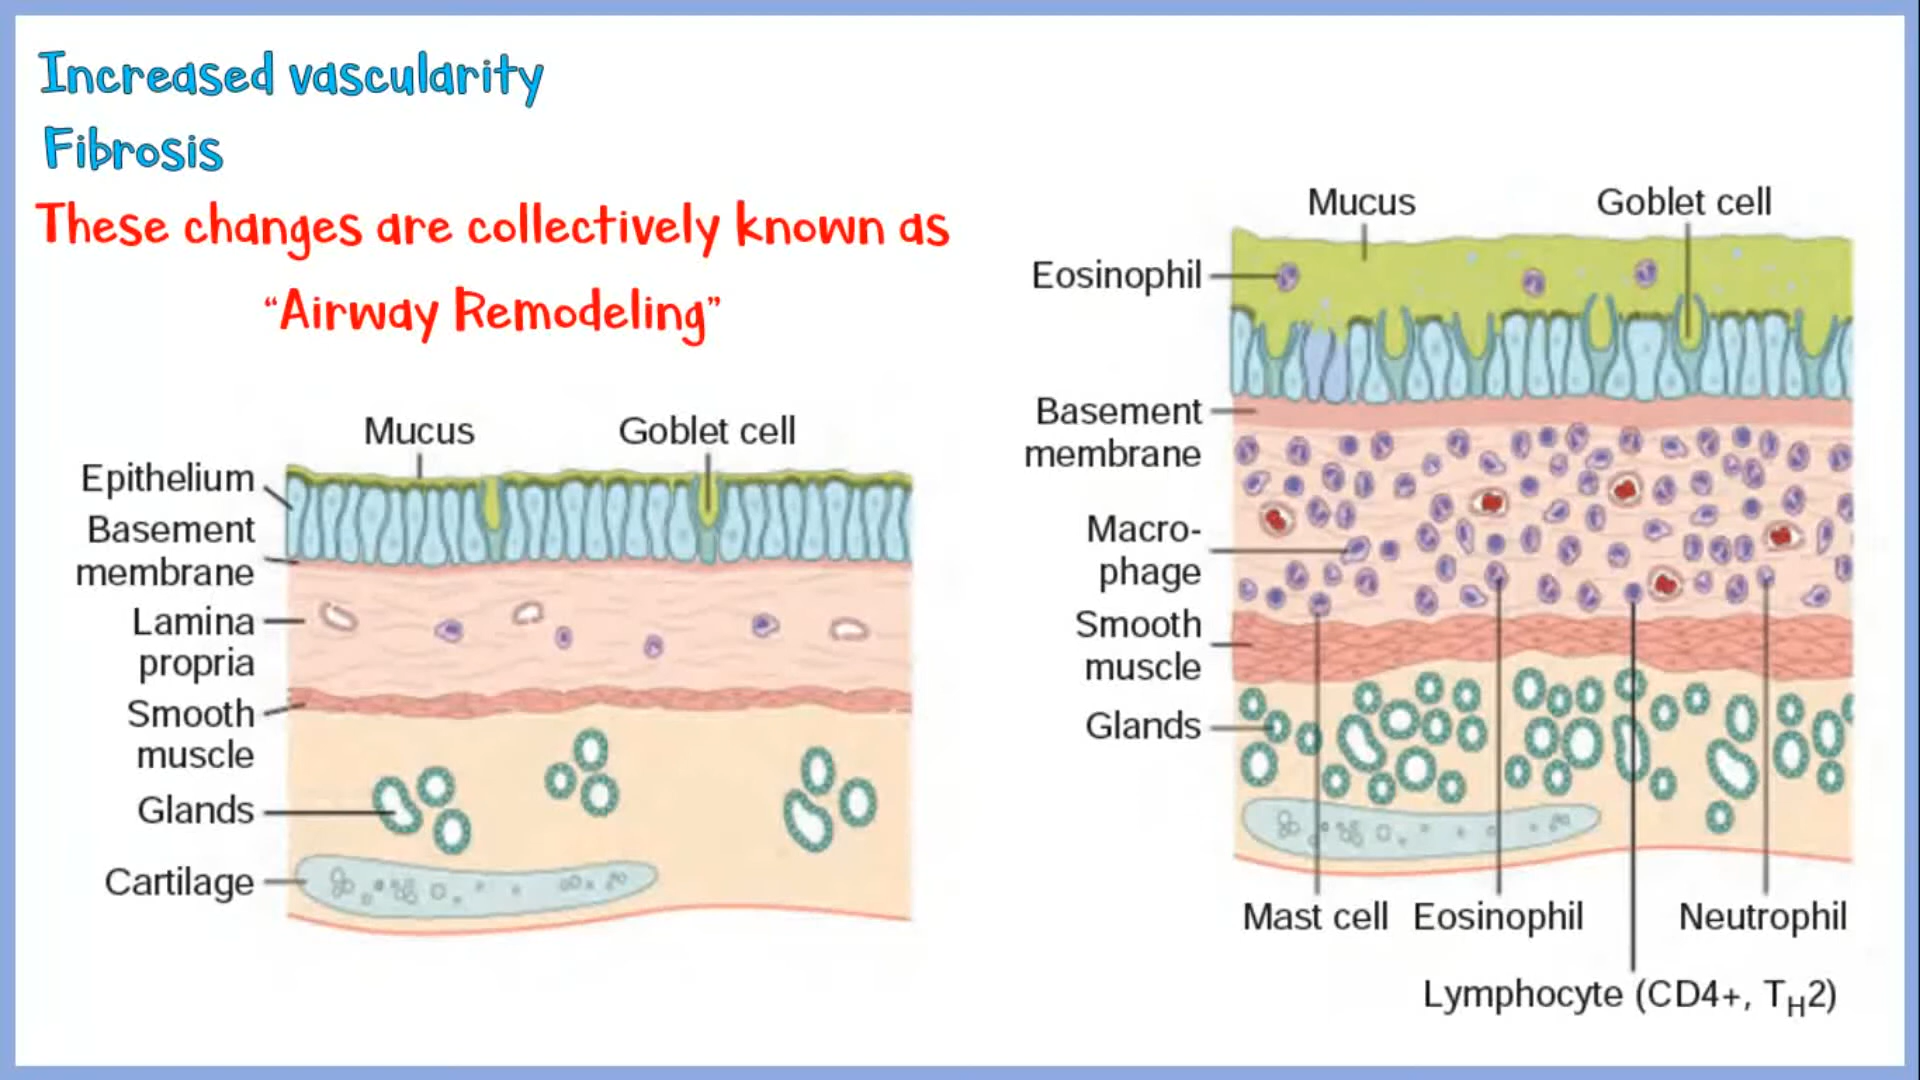 Increased vascularity
Fibrosis
These changes are collectively known as
“Airway Remodeling”
Mucus
Goblet cell
Epithelium
Basement
membrane
Lamina
propria
Smooth
muscle
Glands
Cartilage
Mucus
Goblet cell
Eosinophil
Basement
membrane
Macro-
phage
Smooth
muscle
Glands
Mast cell
Eosinophil
Neutrophil
Lymphocyte (CD4+, TH2)